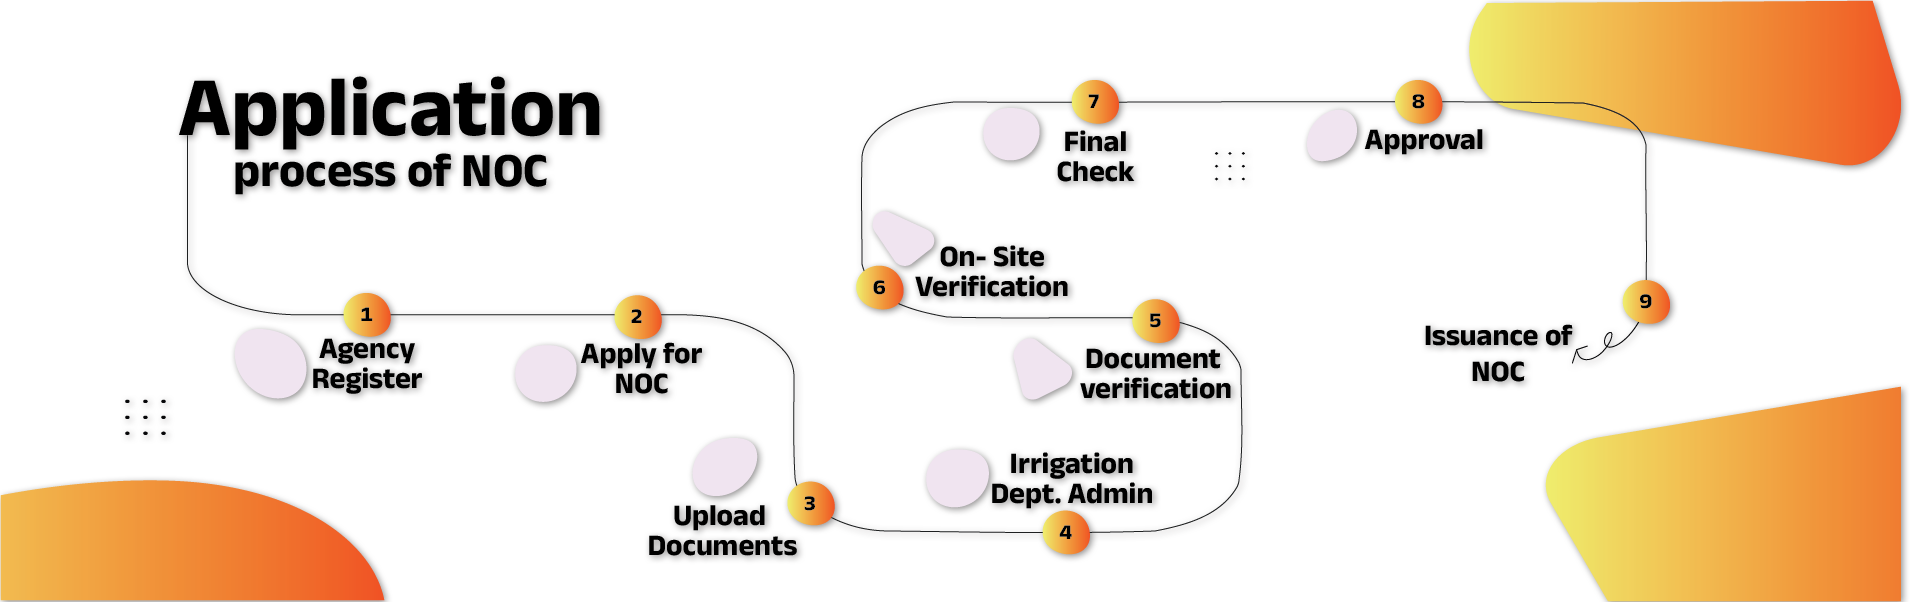 Application
process of NOC
1
Agency
Register
2
Apply for
NOC
3
Upload
Documents
4
Irrigation
Dept. Admin
5
Document
verification
6
On- Site
Verification
7
Final
Check
8
Approval
9
Issuance of
NOC